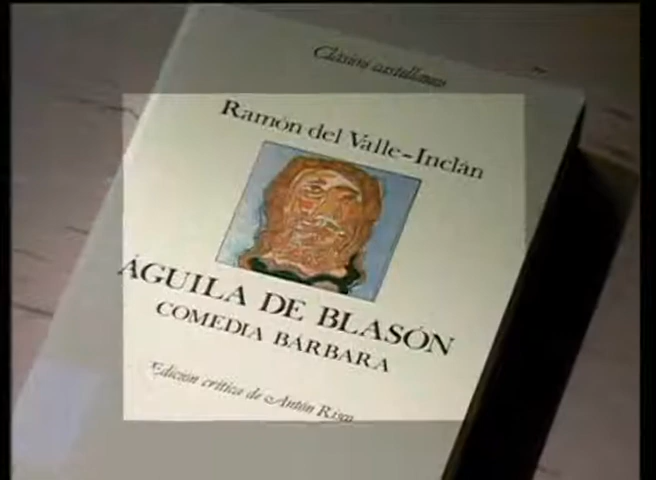 Clásicos castellanos
Ramón del Valle-Inclán
ÁGUILA DE BLASÓN
COMEDIA BÁRBARA
Edición crítica de Antón Risco